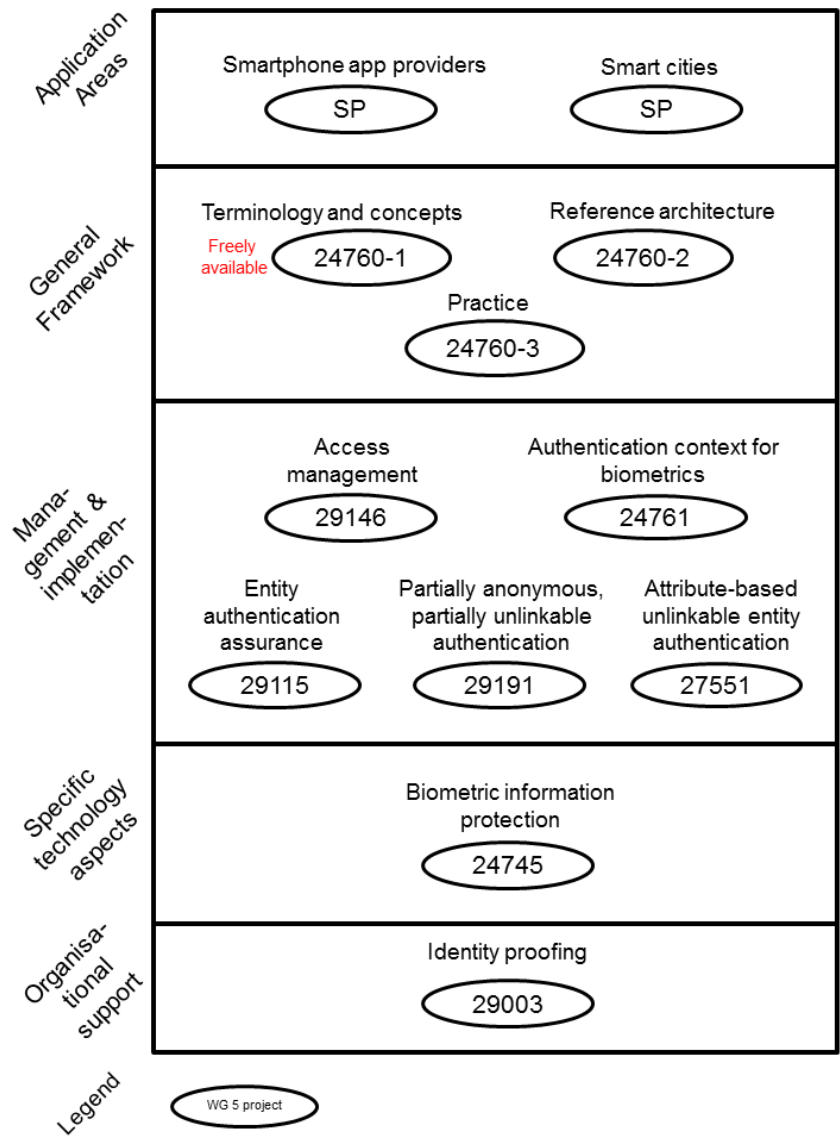 Application
Areas
Smartphone app providers
SP
Smart cities
SP
General
Framework
Terminology and concepts
Freely
available
24760-1
Reference architecture
24760-2
Practice
24760-3
Mana-
gement &
implemen-
tation
Access
management
29146
Authentication context for
biometrics
24761
Entity
authentication
assurance
29115
Partially anonymous,
partially unlinkable
authentication
29191
Attribute-based
unlinkable entity
authentication
27551
Specific
technology
aspects
Biometric information
protection
24745
Organisa-
tional
support
Identity proofing
29003
Legend
WG 5 project